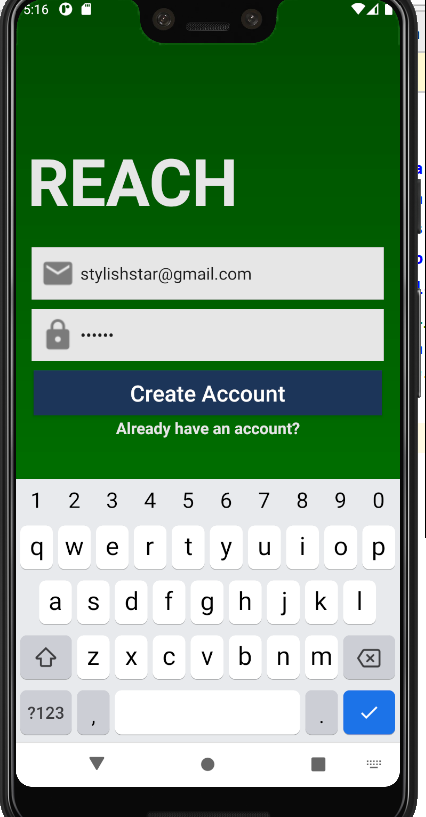 5:16
REACH
stylishstar@gmail.com
••••••
Create Account
Already have an account?
1 2 3 4 5 6 7 8 9 0
q w e r t y u i o p
a s d f g h j k l
z x c v b n m
?123 , .